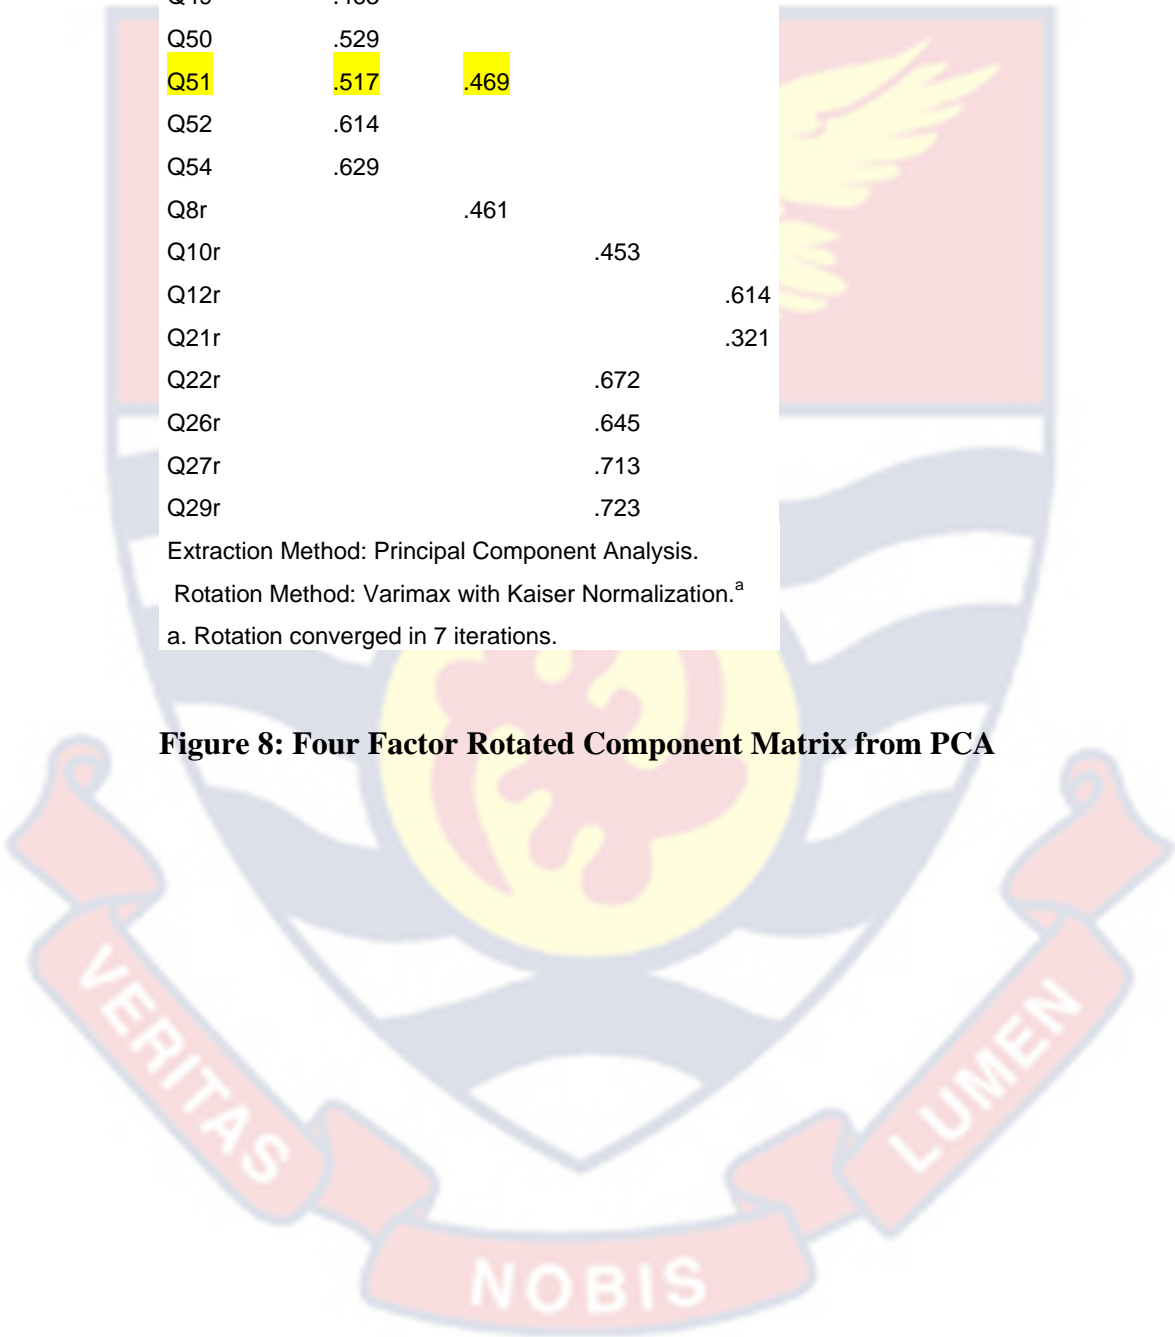 Q50 .529
Q51 .517 .469
Q52 .614
Q54 .629
Q8r .461
Q10r .453
Q12r .614
Q21r .321
Q22r .672
Q26r .645
Q27r .713
Q29r .723
Extraction Method: Principal Component Analysis.
Rotation Method: Varimax with Kaiser Normalization.a
a. Rotation converged in 7 iterations.
Figure 8: Four Factor Rotated Component Matrix from PCA
VERITAS
NOBIS
LUMEN